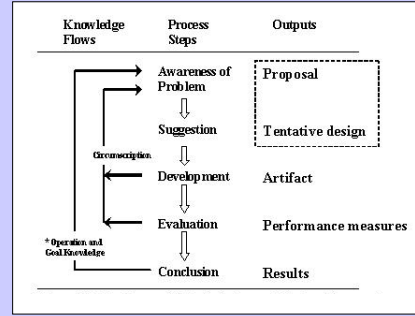 Knowledge Flows
Process Steps
Outputs
Awareness of Problem
Proposal
Suggestion
Tentative design
Circumscription
Development
Artifact
Evaluation
Performance measures
* Operation and Goal Knowledge
Conclusion
Results